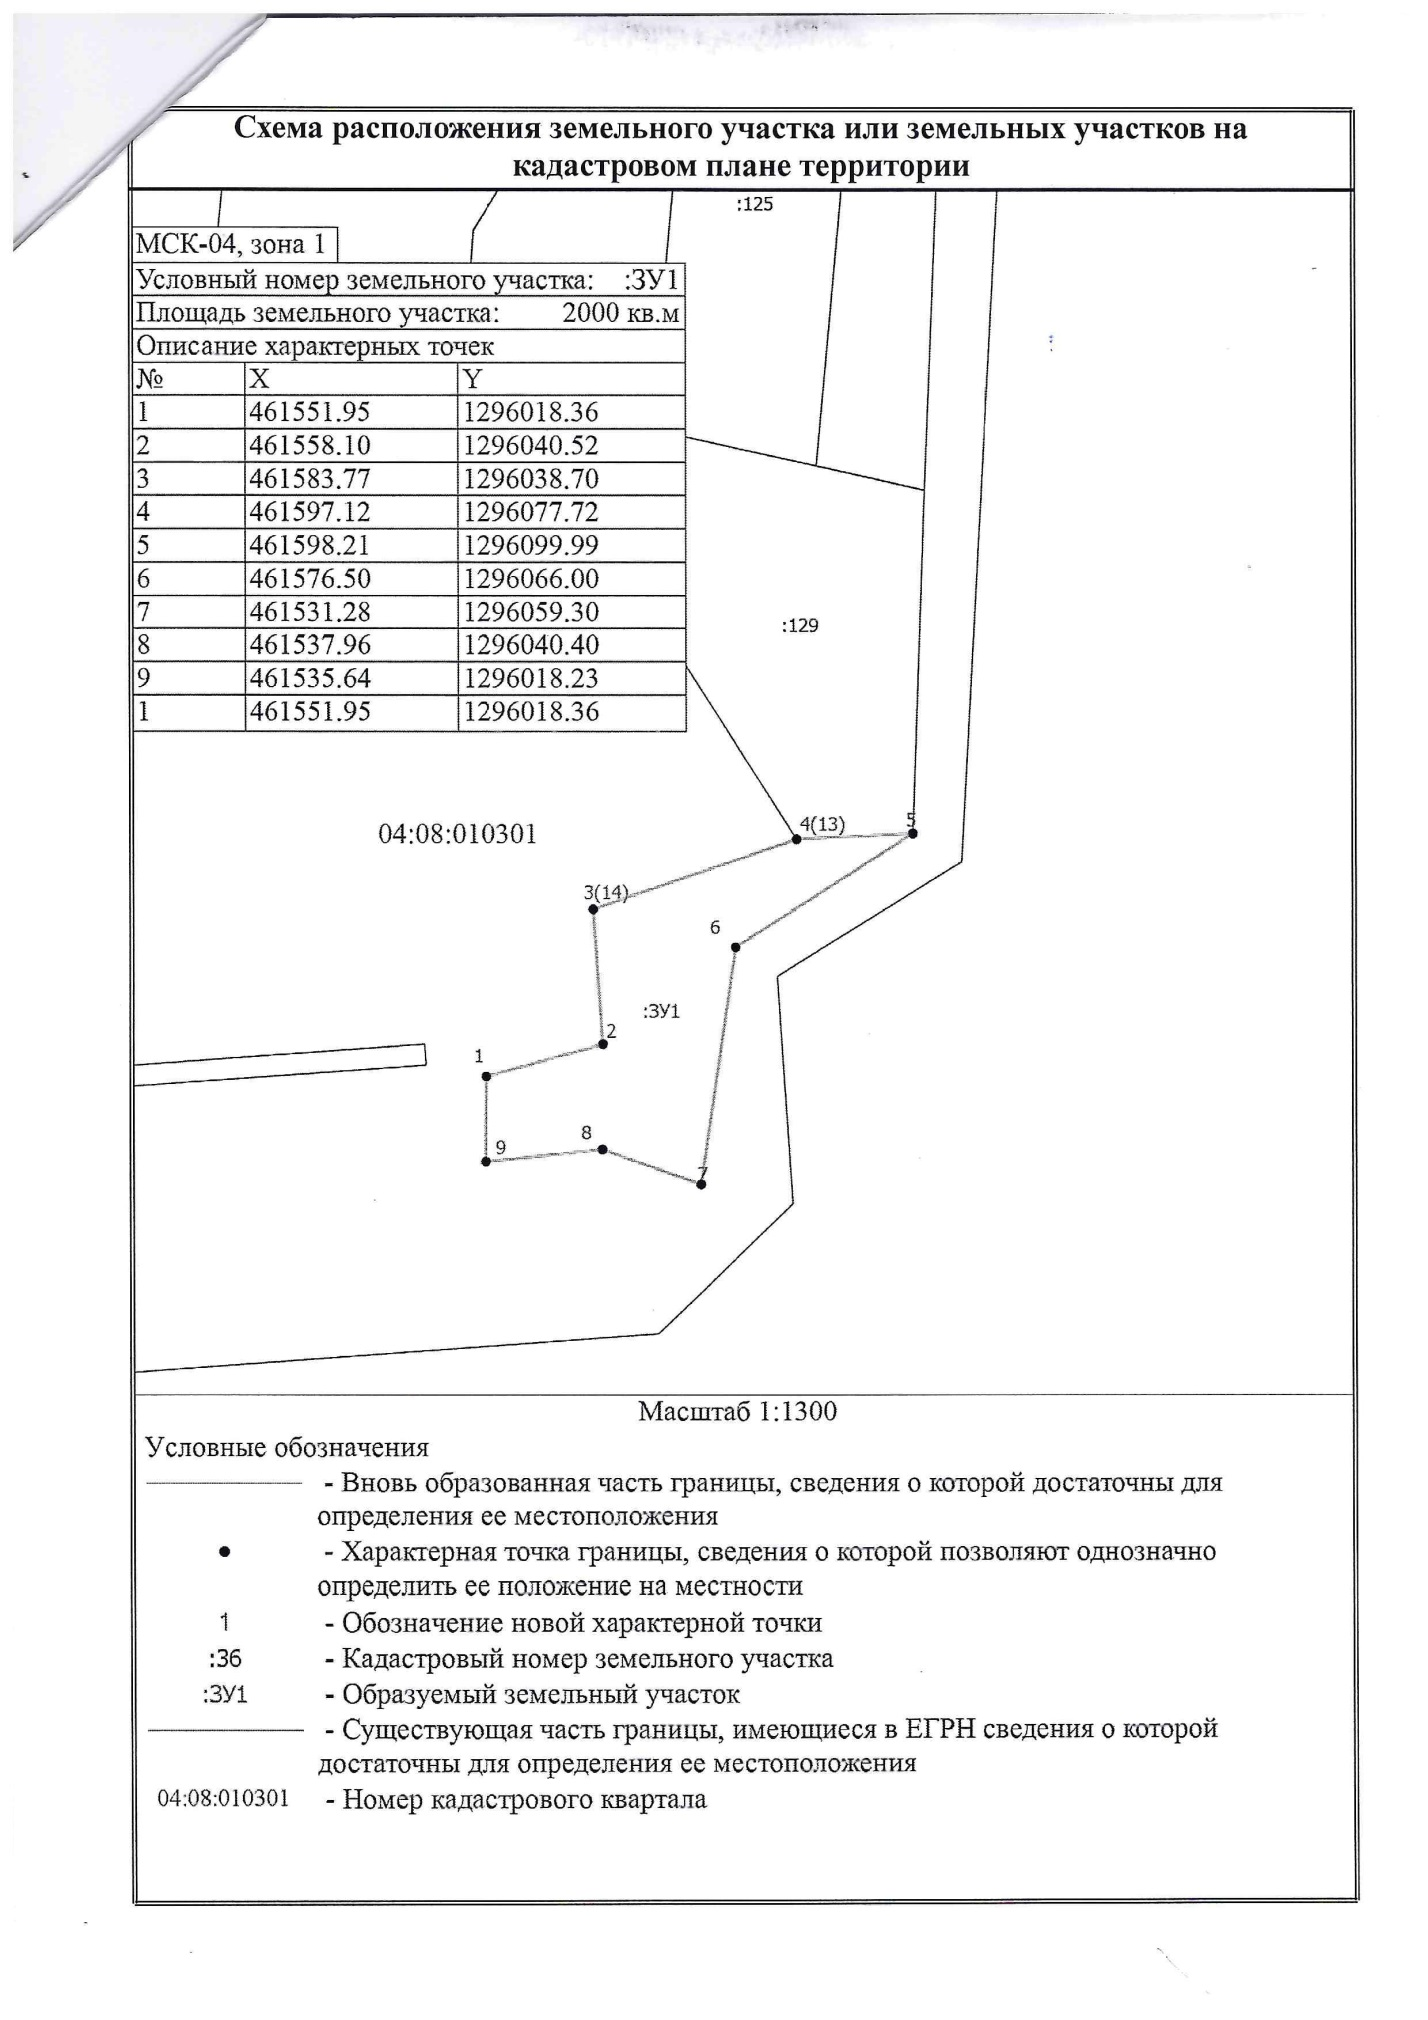 Схема расположения земельного участка или земельных участков на
кадастровом плане территории
:125
МСК-04, зона 1
Условный номер земельного участка: :ЗУ1
Площадь земельного участка: 2000 кв.м
Описание характерных точек
№ X Y
1 461551.95 1296018.36
2 461558.10 1296040.52
3 461583.77 1296038.70
4 461597.12 1296077.72
5 461598.21 1296099.99
6 461576.50 1296066.00
7 461531.28 1296059.30
8 461537.96 1296040.40
9 461535.64 1296018.23
1 461551.95 1296018.36
:129
04:08:010301
4(13)
5
3(14)
6
:ЗУ1
2
1
8
9
7
Масштаб 1:1300
Условные обозначения
- Вновь образованная часть границы, сведения о которой достаточны для
определения ее местоположения
- Характерная точка границы, сведения о которой позволяют однозначно
определить ее положение на местности
1 - Обозначение новой характерной точки
:36 - Кадастровый номер земельного участка
:ЗУ1 - Образуемый земельный участок
- Существующая часть границы, имеющиеся в ЕГРН сведения о которой
достаточны для определения ее местоположения
04:08:010301 - Номер кадастрового квартала